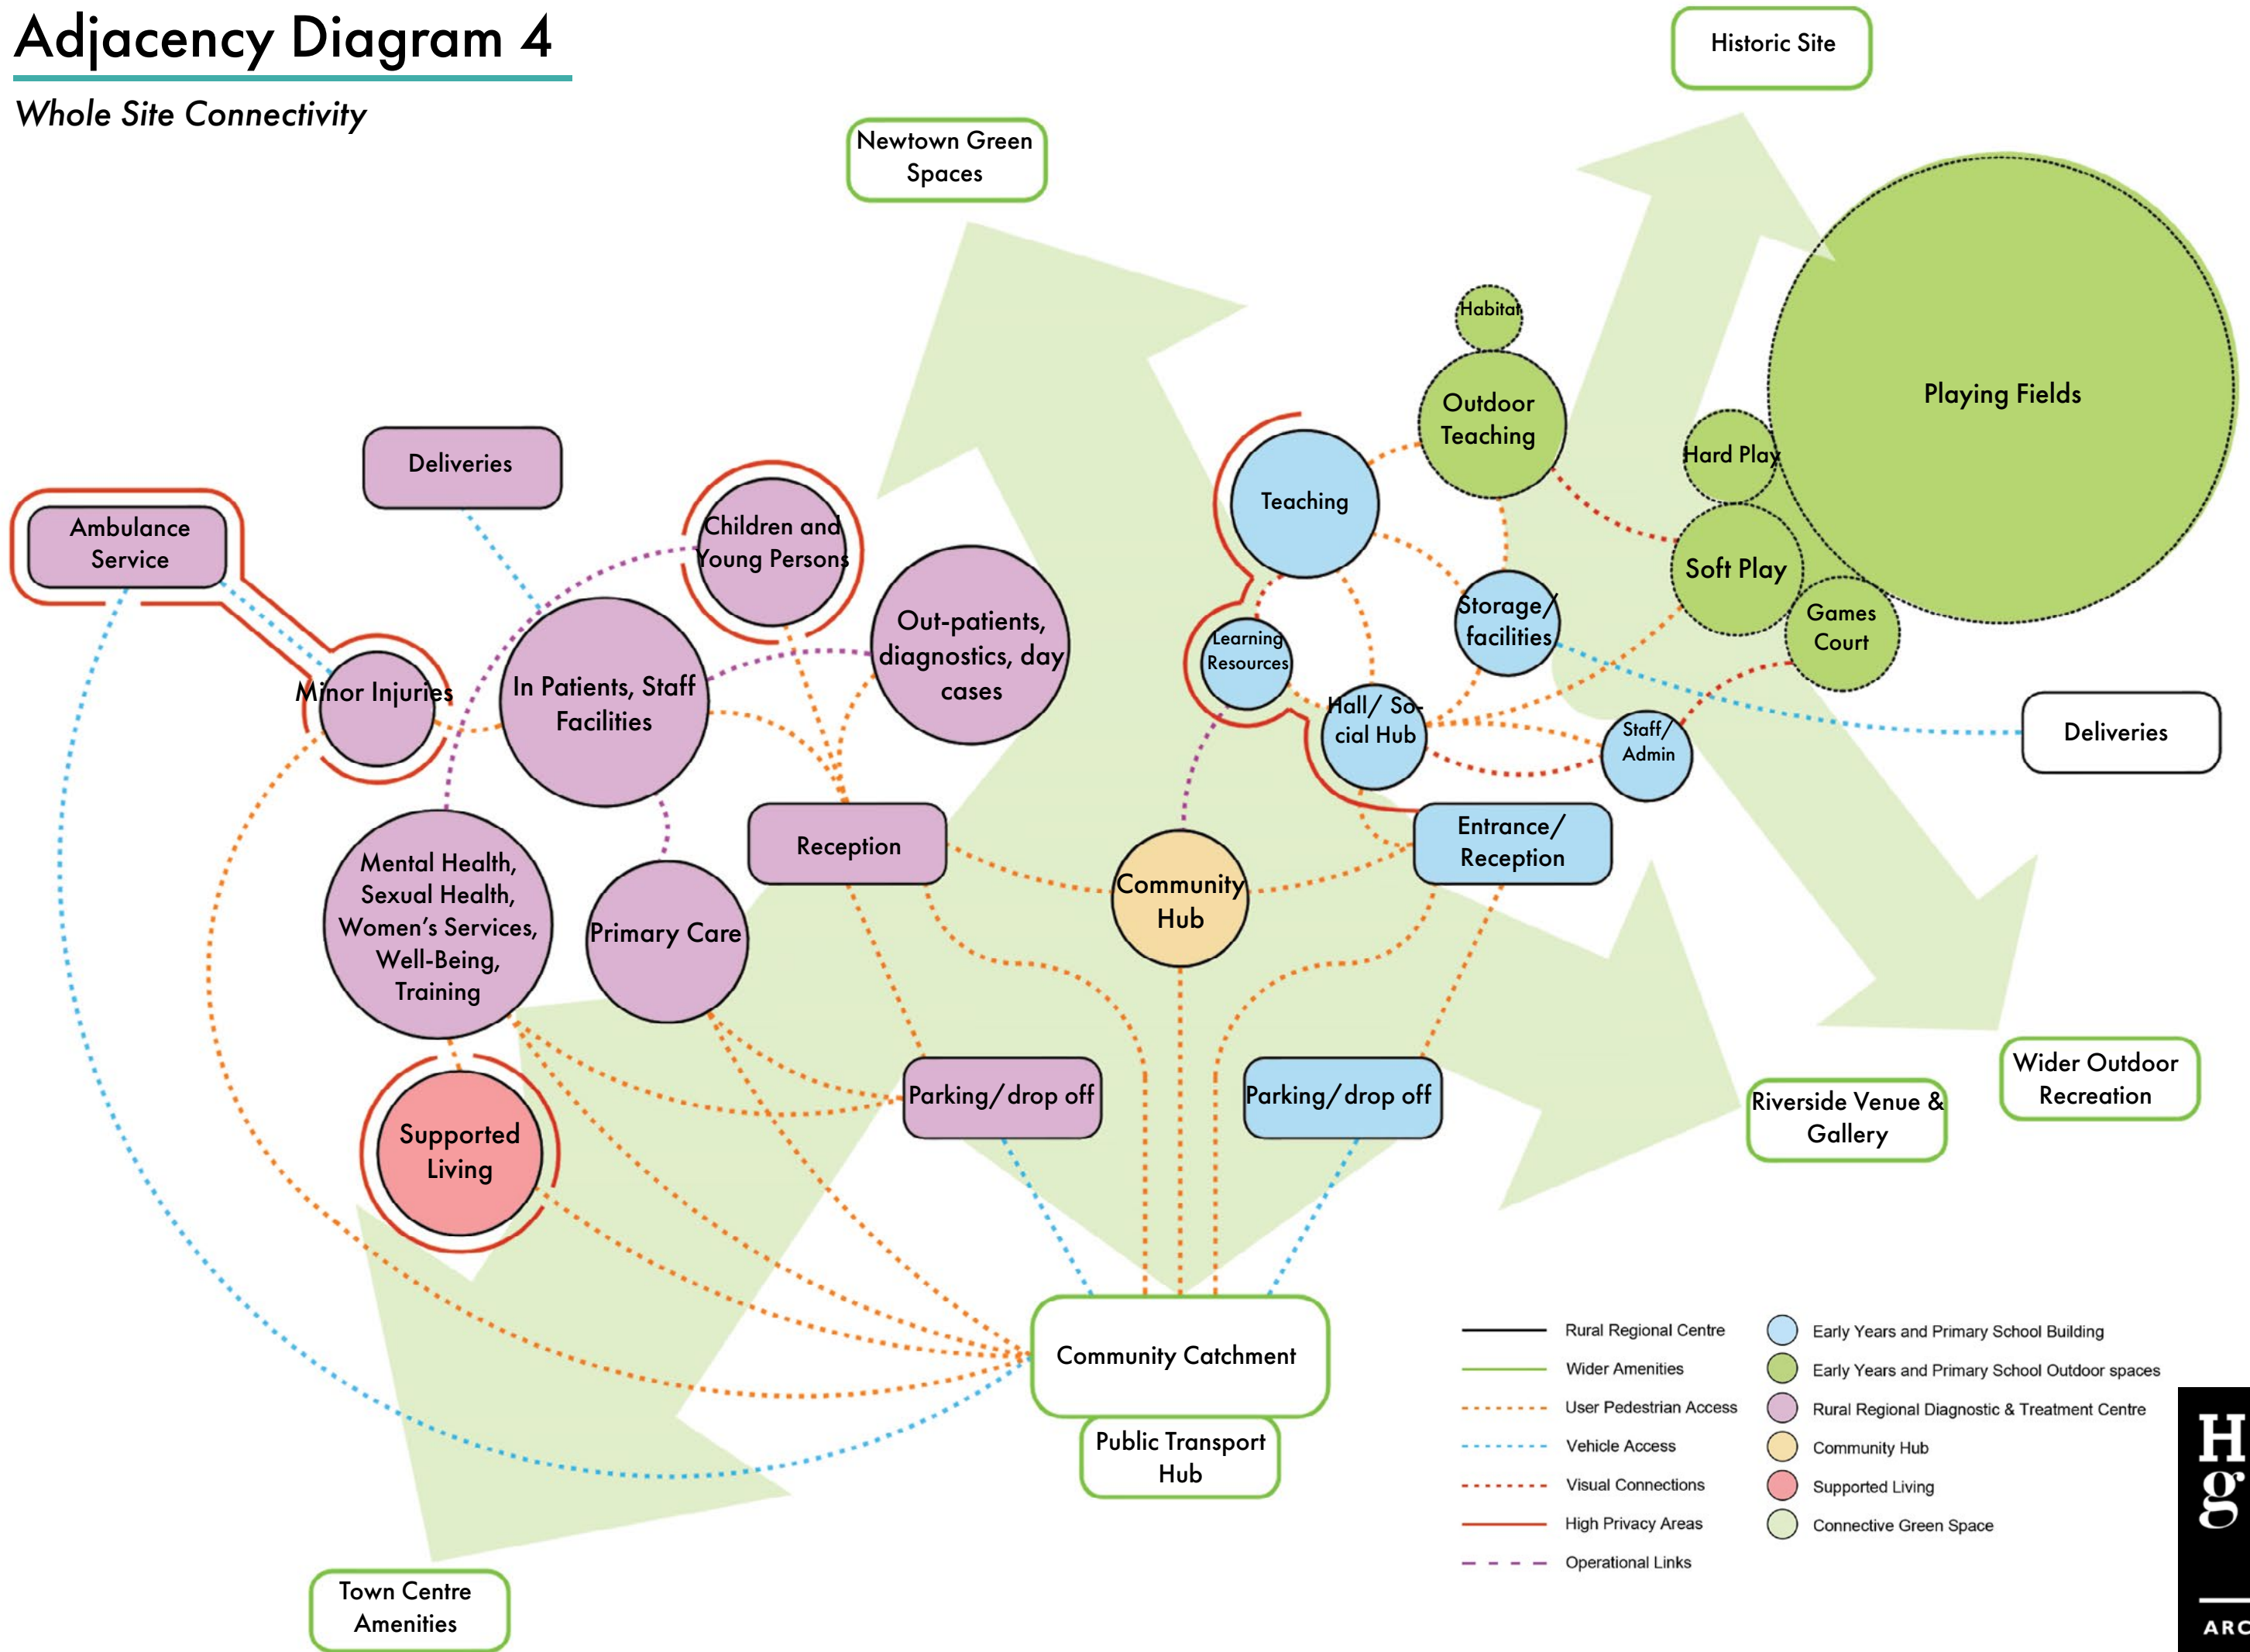 Adjacency Diagram 4
Whole Site Connectivity
Historic Site
Newtown Green
Spaces
Habitat
Outdoor
Teaching
Playing Fields
Hard Play
Soft Play
Games
Court
Teaching
Storage/
facilities
Learning
Resources
Hall/ So-
cial Hub
Staff/
Admin
Deliveries
Entrance/
Reception
Deliveries
Ambulance
Service
Children and
Young Persons
Out-patients,
diagnostics, day
cases
Minor Injuries
In Patients, Staff
Facilities
Reception
Mental Health,
Sexual Health,
Women's Services,
Well-Being,
Training
Primary Care
Community
Hub
Supported
Living
Parking/drop off
Parking/drop off
Riverside Venue &
Gallery
Wider Outdoor
Recreation
Community Catchment
Public Transport
Hub
Town Centre
Amenities
Rural Regional Centre
Wider Amenities
User Pedestrian Access
Vehicle Access
Visual Connections
High Privacy Areas
Operational Links
Early Years and Primary School Building
Early Years and Primary School Outdoor spaces
Rural Regional Diagnostic & Treatment Centre
Community Hub
Supported Living
Connective Green Space
H
g
ARC